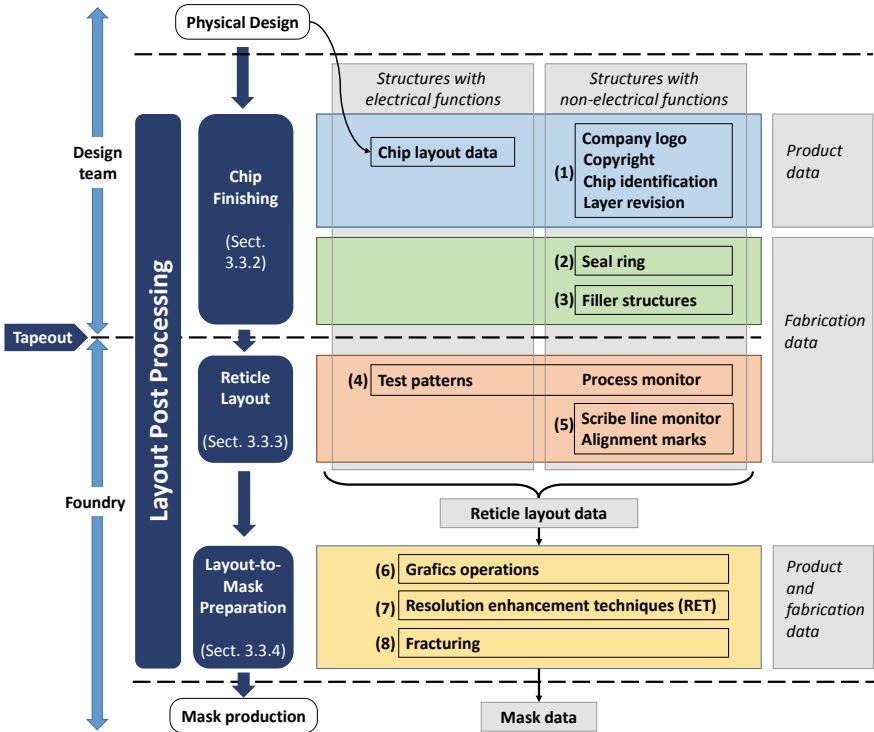 Physical Design
Structures with
electrical functions
Structures with
non-electrical functions
Design
team
Chip
Finishing
(Sect.
3.3.2)
Chip layout data
(1)
Company logo
Copyright
Chip identification
Layer revision
Product
data
(2) Seal ring
(3) Filler structures
Fabrication
data
Layout Post Processing
Tapeout
Reticle
Layout
(Sect. 3.3.3)
(4) Test patterns Process monitor
(5) Scribe line monitor
Alignment marks
Foundry
Reticle layout data
Layout-to-
Mask
Preparation
(Sect. 3.3.4)
(6) Grafics operations
(7) Resolution enhancement techniques (RET)
(8) Fracturing
Product
and
fabrication
data
Mask production
Mask data